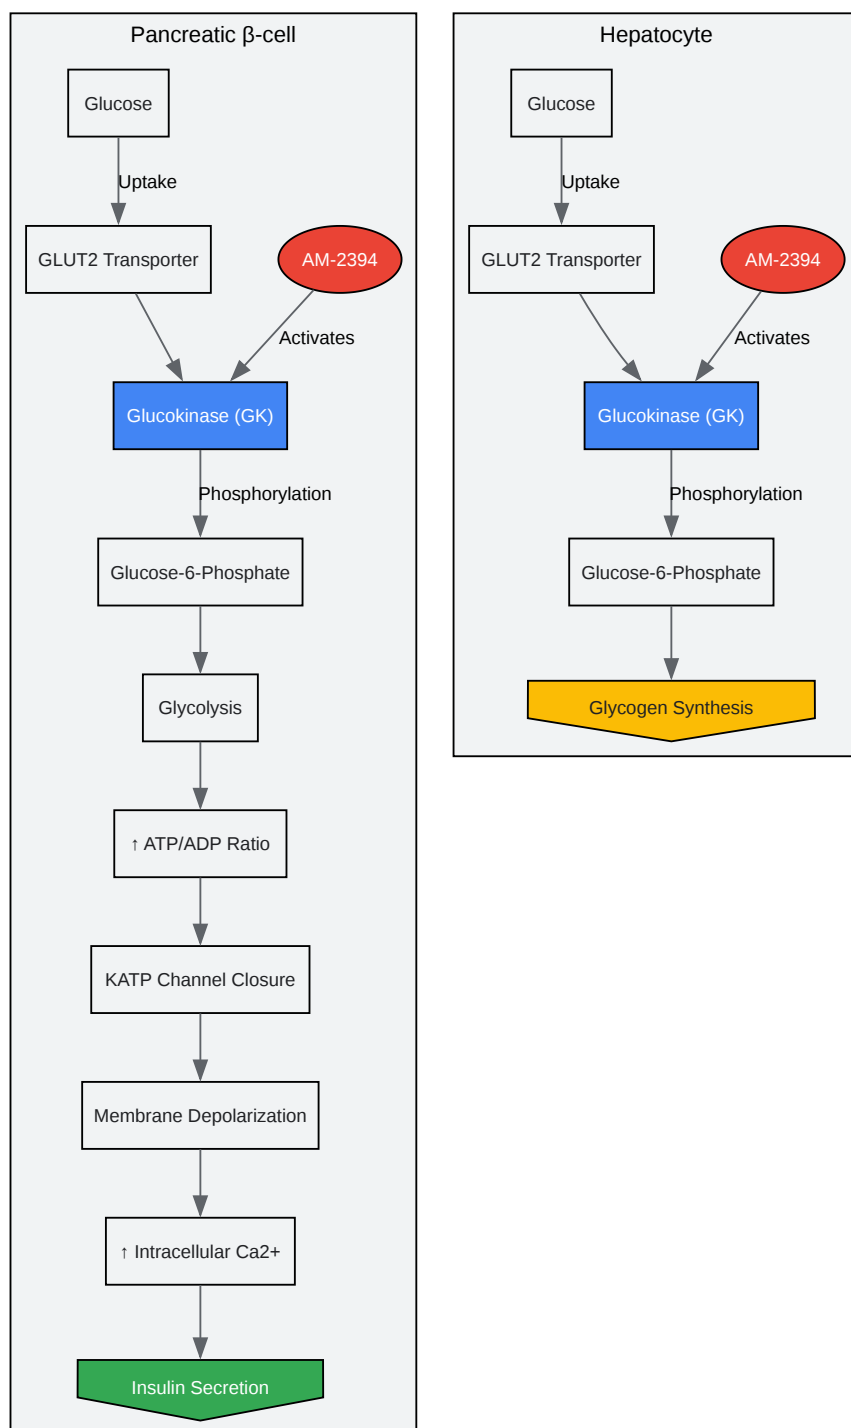 Pancreatic β-cell
Glucose
Uptake
GLUT2 Transporter
AM-2394
Activates
Glucokinase (GK)
Phosphorylation
Glucose-6-Phosphate
Glycolysis
↑ ATP/ADP Ratio
KATP Channel Closure
Membrane Depolarization
↑ Intracellular Ca2+
Insulin Secretion
Hepatocyte
Glucose
Uptake
GLUT2 Transporter
AM-2394
Activates
Glucokinase (GK)
Phosphorylation
Glucose-6-Phosphate
Glycogen Synthesis